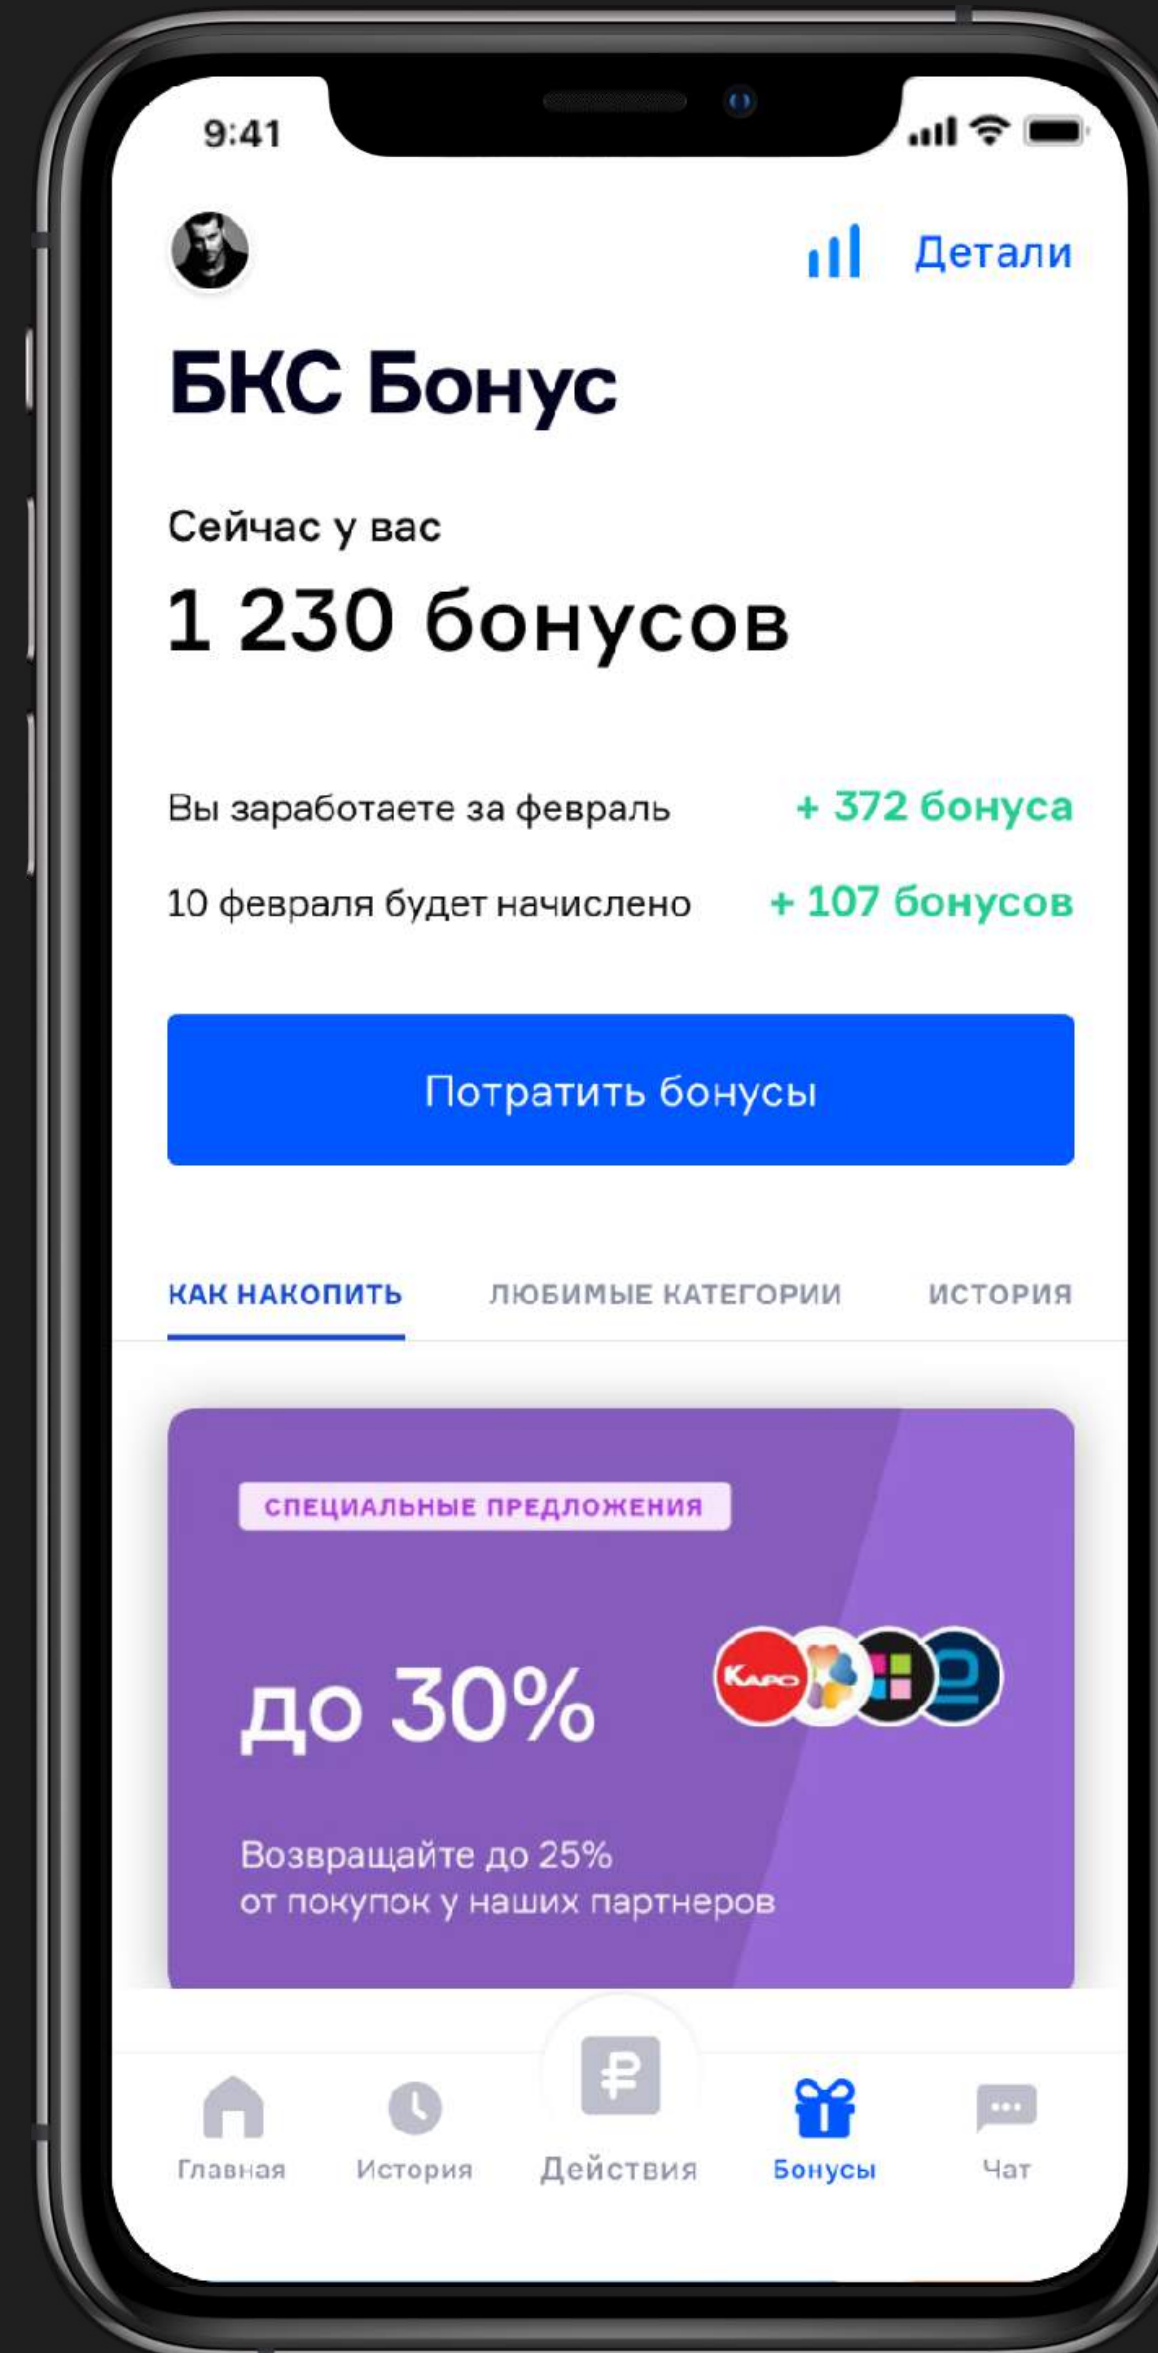 9:41
Детали
БКС Бонус
Сейчас у вас
1 230 бонусов
Вы заработаете за февраль + 372 бонуса
10 февраля будет начислено + 107 бонусов
Потратить бонусы
КАК НАКОПИТЬ ЛЮБИМЫЕ КАТЕГОРИИ ИСТОРИЯ
СПЕЦИАЛЬНЫЕ ПРЕДЛОЖЕНИЯ
до 30%
КАРО
Возвращайте до 25%
от покупок у наших партнеров
Главная История Действия Бонусы Чат